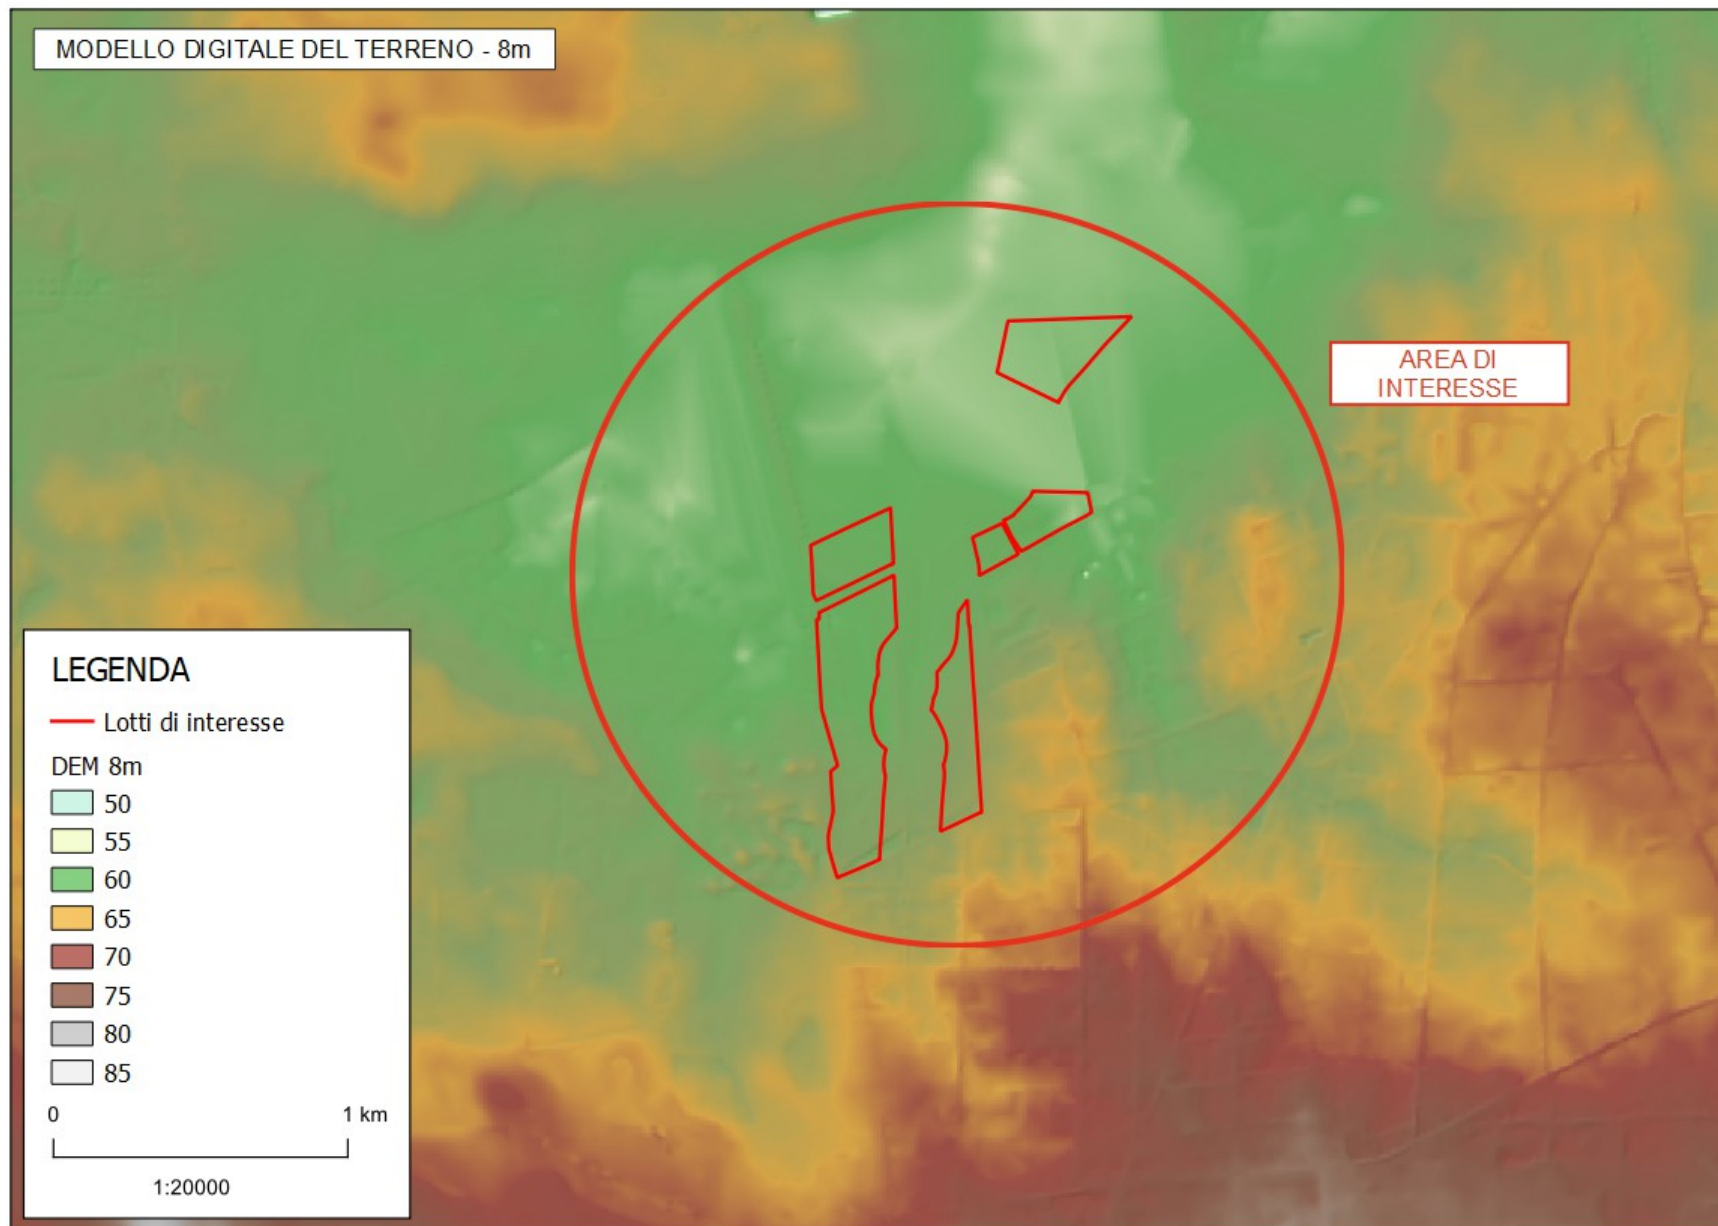 MODELLO DIGITALE DEL TERRENO - 8m
AREA DI
INTERESSE
LEGENDA
Lotti di interesse
DEM 8m
50
55
60
65
70
75
80
85
0 1 km
1:20000